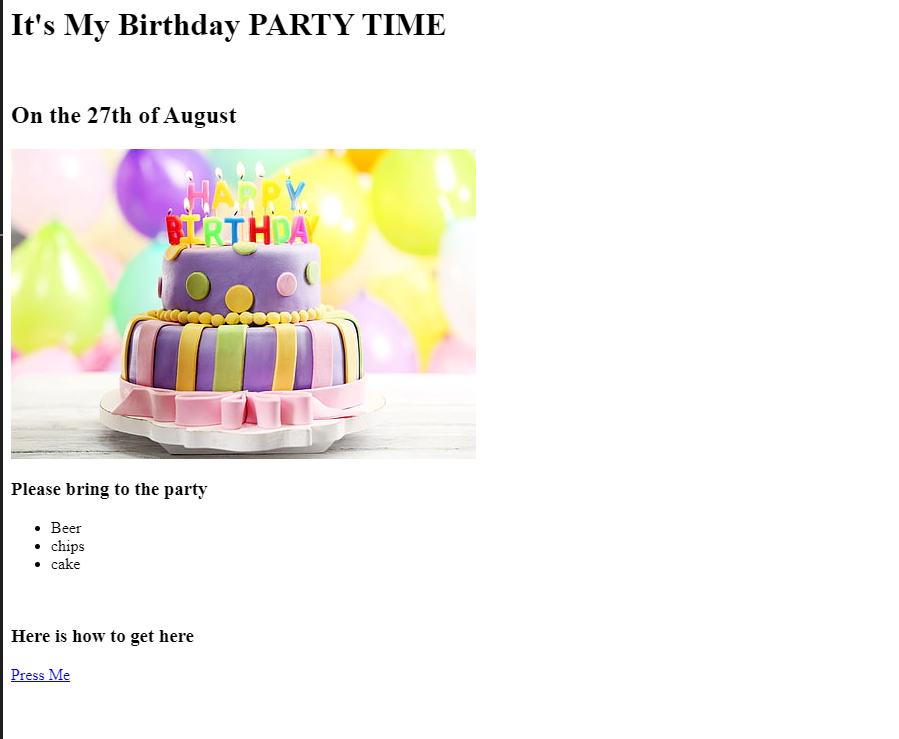 It's My Birthday PARTY TIME
On the 27th of August
HAPPY
BIRTHDAY
Please bring to the party
Beer
chips
cake
Here is how to get here
Press Me